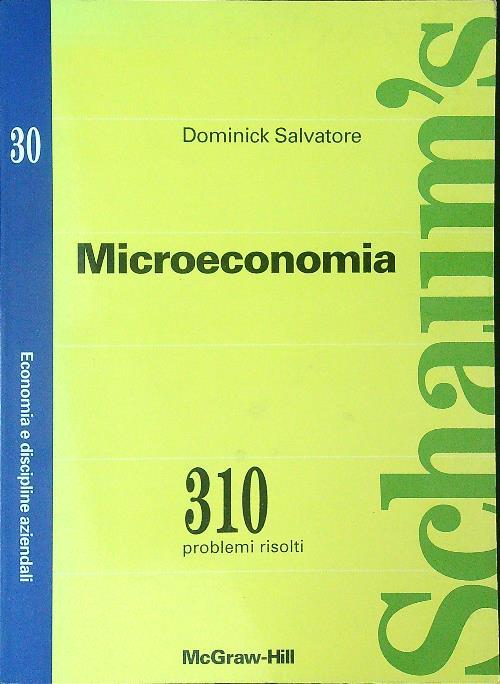 30
Economia e discipline aziendali
Dominick Salvatore
Microeconomia
310
problemi risolti
McGraw-Hill
Schaum's